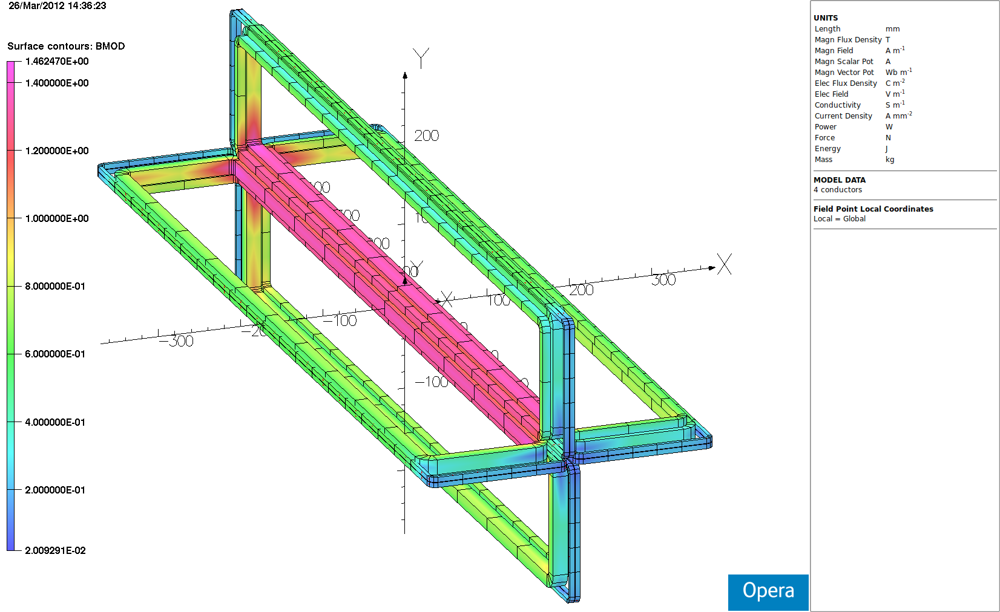 26/Mar/2012 14:36:23
Surface contours: BMOD
1.462470E+00
1.400000E+00
1.200000E+00
1.000000E+00
8.000000E-01
6.000000E-01
4.000000E-01
2.000000E-01
2.009291E-02
Y
200
X
300
200
100
Y
X
-100
-300
-100
UNITS
Length mm
Magn Flux Density T
Magn Field A m-1
Magn Scalar Pot A
Magn Vector Pot Wb m-1
Elec Flux Density C m-2
Elec Field V m-1
Conductivity S m-1
Current Density A mm-2
Power W
Force N
Energy J
Mass kg
MODEL DATA
4 conductors
Field Point Local Coordinates
Local = Global
Opera